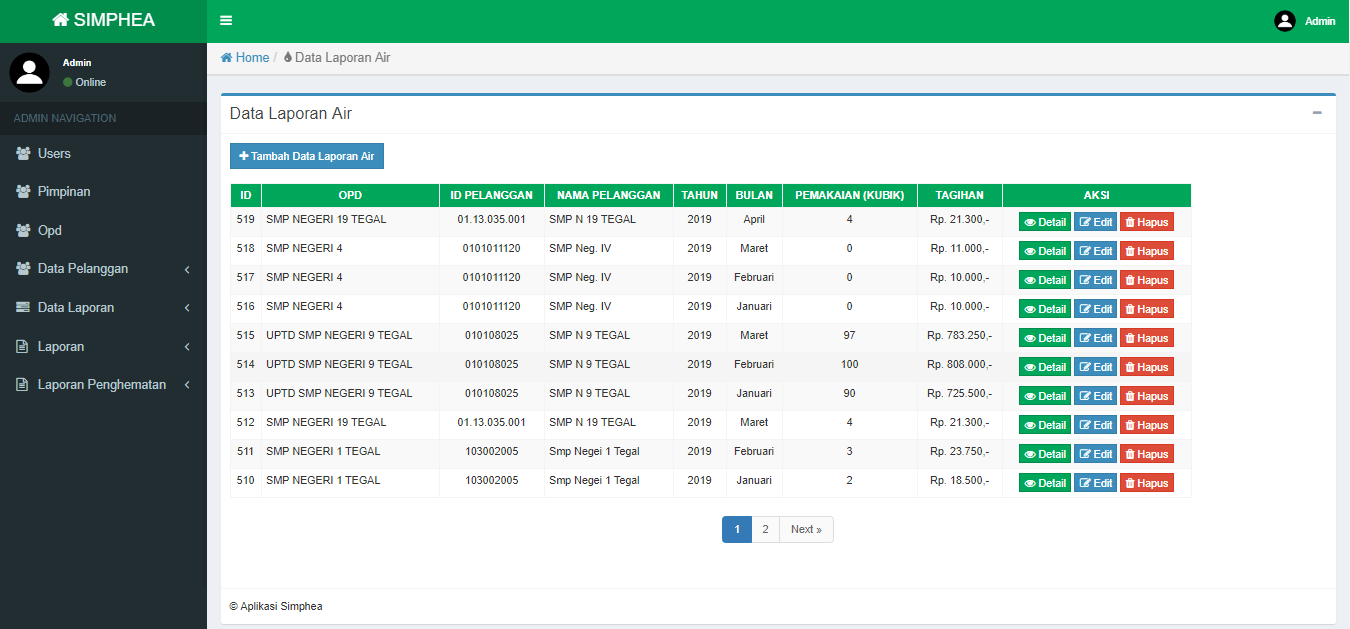 SIMPHEA
Admin
Admin
Online
ADMIN NAVIGATION
Users
Pimpinan
Opd
Data Pelanggan
Data Laporan
Laporan
Laporan Penghematan
Home / Data Laporan Air
Data Laporan Air
Tambah Data Laporan Air
ID OPD ID PELANGGAN NAMA PELANGGAN TAHUN BULAN PEMAKAIAN (KUBIK) TAGIHAN AKSI
519 SMP NEGERI 19 TEGAL 01.13.035.001 SMP N 19 TEGAL 2019 April 4 Rp. 21.300,- Detail Edit Hapus
518 SMP NEGERI 4 0101011120 SMP Neg. IV 2019 Maret 0 Rp. 11.000,- Detail Edit Hapus
517 SMP NEGERI 4 0101011120 SMP Neg. IV 2019 Februari 0 Rp. 10.000,- Detail Edit Hapus
516 SMP NEGERI 4 0101011120 SMP Neg. IV 2019 Januari 0 Rp. 10.000,- Detail Edit Hapus
515 UPTD SMP NEGERI 9 TEGAL 010108025 SMP N 9 TEGAL 2019 Maret 97 Rp. 783.250,- Detail Edit Hapus
514 UPTD SMP NEGERI 9 TEGAL 010108025 SMP N 9 TEGAL 2019 Februari 100 Rp. 808.000,- Detail Edit Hapus
513 UPTD SMP NEGERI 9 TEGAL 010108025 SMP N 9 TEGAL 2019 Januari 90 Rp. 725.500,- Detail Edit Hapus
512 SMP NEGERI 19 TEGAL 01.13.035.001 SMP N 19 TEGAL 2019 Maret 4 Rp. 21.300,- Detail Edit Hapus
511 SMP NEGERI 1 TEGAL 103002005 Smp Negei 1 Tegal 2019 Februari 3 Rp. 23.750,- Detail Edit Hapus
510 SMP NEGERI 1 TEGAL 103002005 Smp Negei 1 Tegal 2019 Januari 2 Rp. 18.500,- Detail Edit Hapus
1 2 Next »
© Aplikasi Simphea